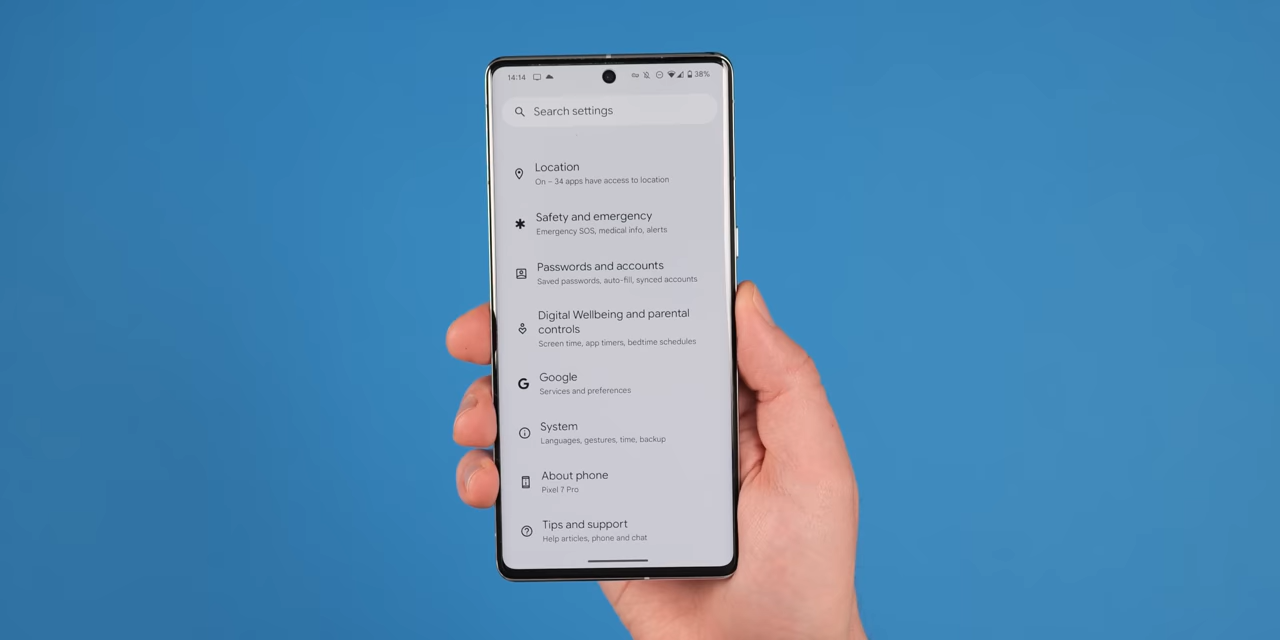 14:14 38%
Search settings
Location
On – 34 apps have access to location
Safety and emergency
Emergency SOS, medical info, alerts
Passwords and accounts
Saved passwords, auto-fill, synced accounts
Digital Wellbeing and parental
controls
Screen time, app timers, bedtime schedules
Google
Services and preferences
System
Languages, gestures, time, backup
About phone
Pixel 7 Pro
Tips and support
Help articles, phone and chat